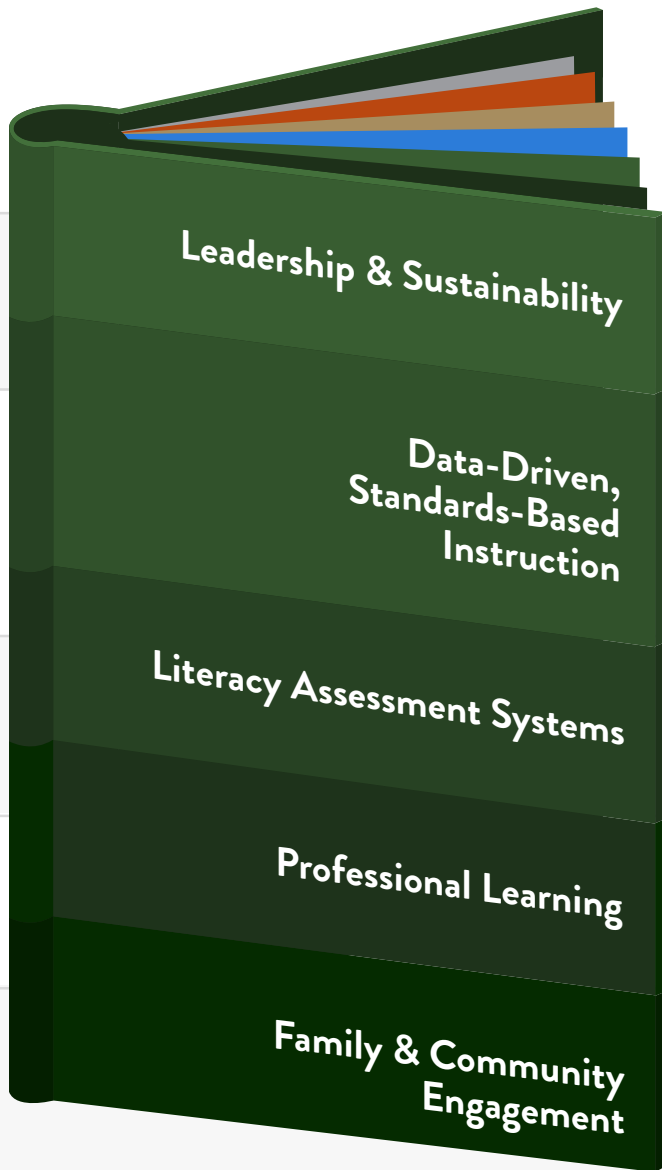 Leadership & Sustainability
Data-Driven,
Standards-Based
Instruction
Literacy Assessment Systems
Professional Learning
Family & Community
Engagement